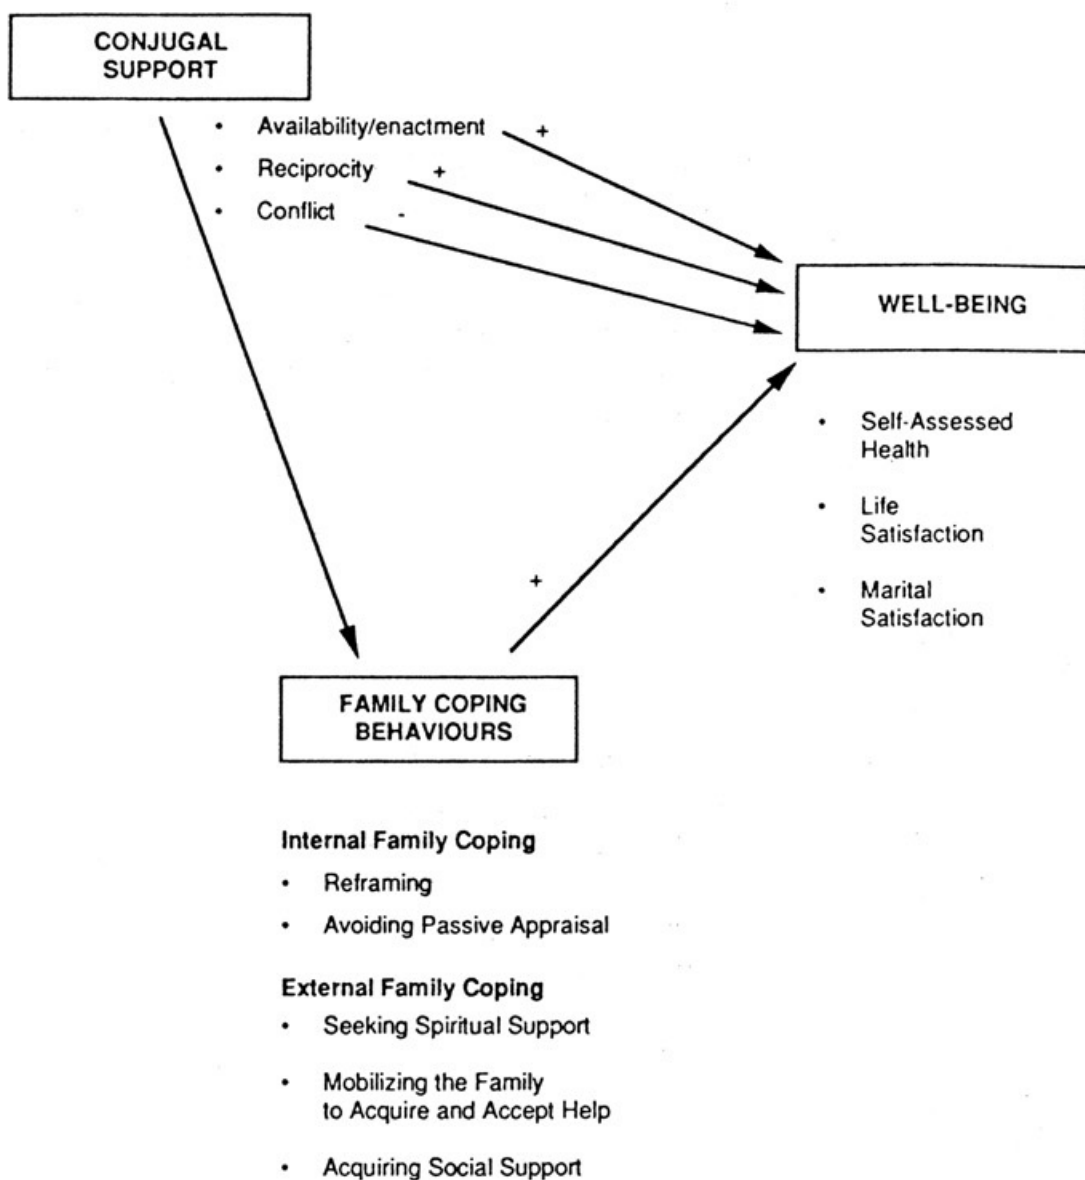 CONJUGAL
SUPPORT
• Availability/enactment +
• Reciprocity +
• Conflict -
WELL-BEING
• Self-Assessed
Health
• Life
Satisfaction
• Marital
Satisfaction
+
FAMILY COPING
BEHAVIOURS
Internal Family Coping
• Reframing
• Avoiding Passive Appraisal
External Family Coping
• Seeking Spiritual Support
• Mobilizing the Family
to Acquire and Accept Help
• Acquiring Social Support